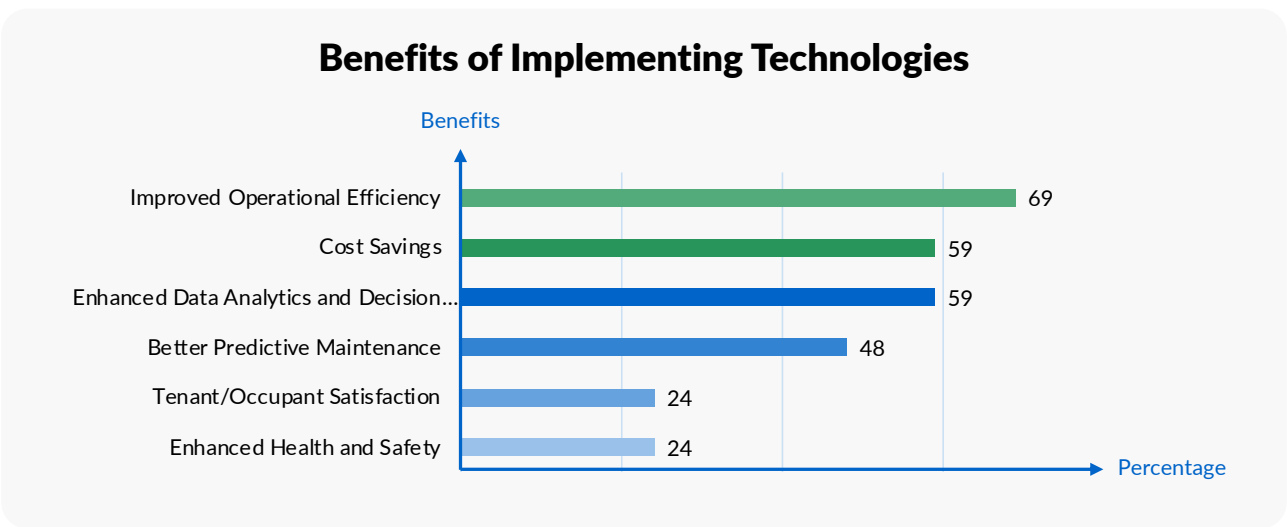 Benefits of Implementing Technologies
Benefits
Improved Operational Efficiency 69
Cost Savings 59
Enhanced Data Analytics and Decision... 59
Better Predictive Maintenance 48
Tenant/Occupant Satisfaction 24
Enhanced Health and Safety 24
Percentage